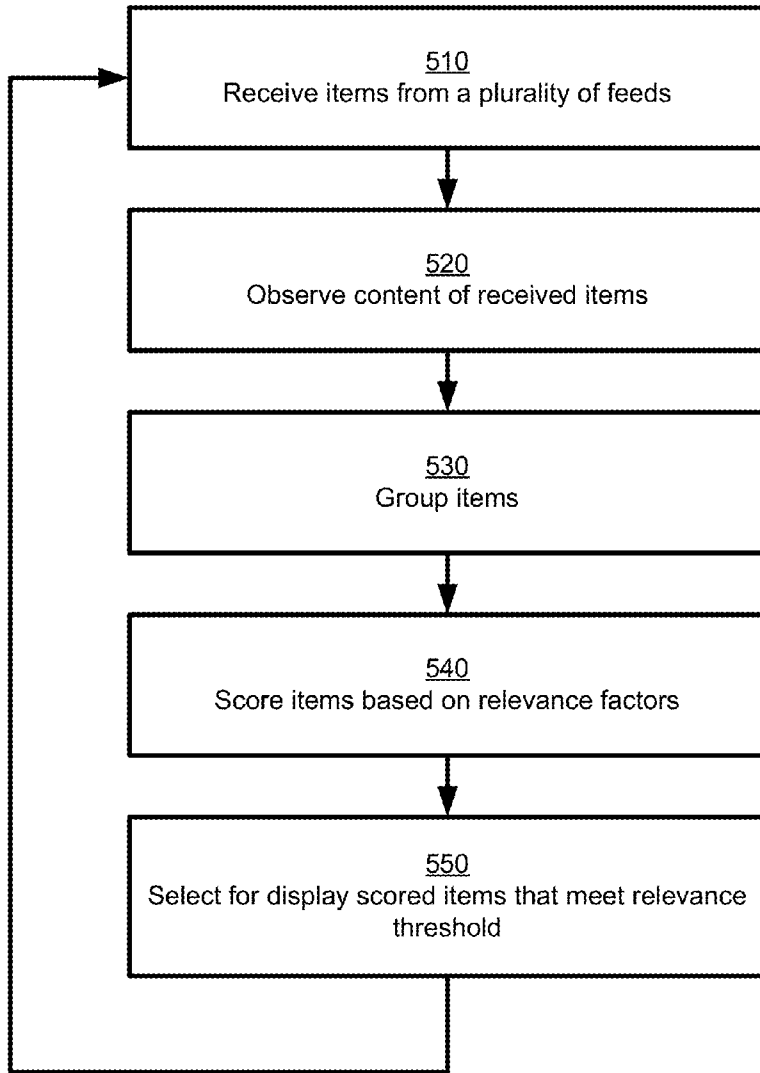 510
Receive items from a plurality of feeds
520
Observe content of received items
530
Group items
540
Score items based on relevance factors
550
Select for display scored items that meet relevance
threshold